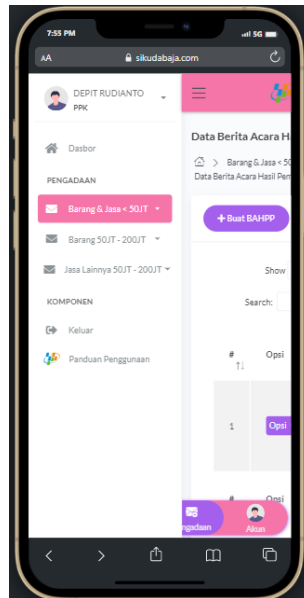 7:55 PM
5G
AA
sikudabaja.com
DEPIT RUDIANTO
PPK
Dasbor
PENGADAAN
Barang & Jasa < 50JT
Barang 50JT - 200JT
Jasa Lainnya 50JT - 200JT
KOMPONEN
Keluar
Panduan Penggunaan
Data Berita Acara H
> Barang & Jasa < 50
Data Berita Acara Hasil Pem
+ Buat BAHPP
Show
Search:
# Opsi
1 Opsi
# Opsi
ngadaan
Akun